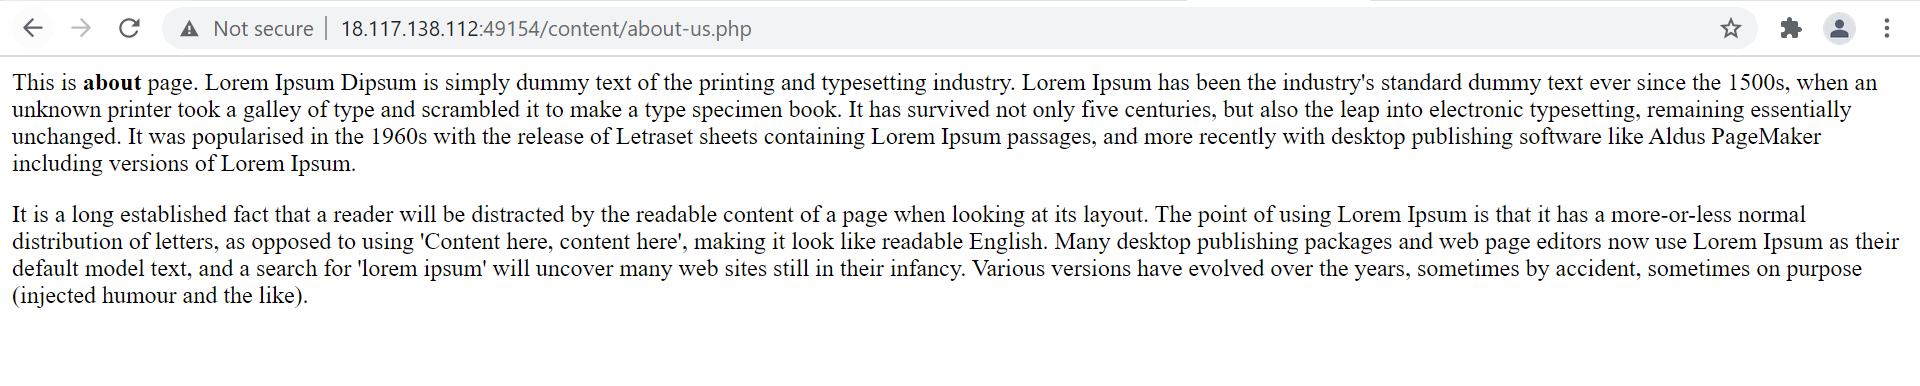 Not secure | 18.117.138.112:49154/content/about-us.php
This is about page. Lorem Ipsum Dipsum is simply dummy text of the printing and typesetting industry. Lorem Ipsum has been the industry's standard dummy text ever since the 1500s, when an
unknown printer took a galley of type and scrambled it to make a type specimen book. It has survived not only five centuries, but also the leap into electronic typesetting, remaining essentially
unchanged. It was popularised in the 1960s with the release of Letraset sheets containing Lorem Ipsum passages, and more recently with desktop publishing software like Aldus PageMaker
including versions of Lorem Ipsum.
It is a long established fact that a reader will be distracted by the readable content of a page when looking at its layout. The point of using Lorem Ipsum is that it has a more-or-less normal
distribution of letters, as opposed to using 'Content here, content here', making it look like readable English. Many desktop publishing packages and web page editors now use Lorem Ipsum as their
default model text, and a search for 'lorem ipsum' will uncover many web sites still in their infancy. Various versions have evolved over the years, sometimes by accident, sometimes on purpose
(injected humour and the like).